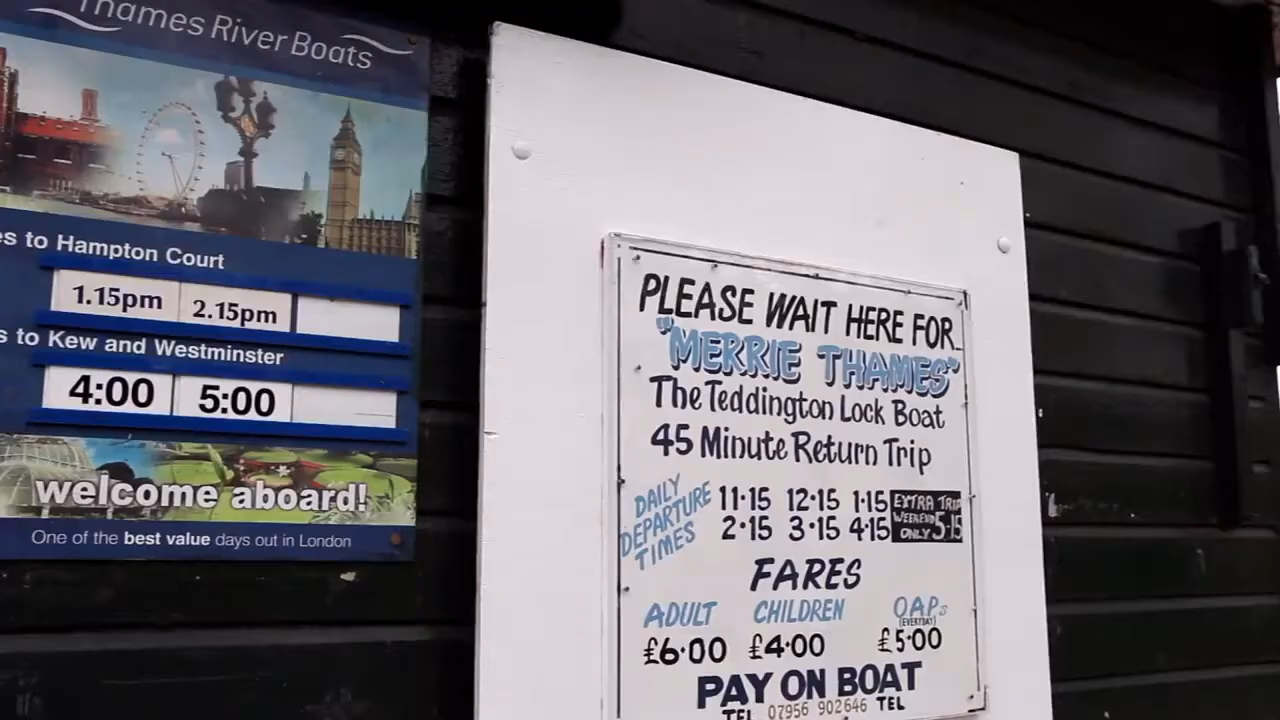 Thames River Boats
to Hampton Court
1.15pm 2.15pm
to Kew and Westminster
4:00 5:00
welcome aboard!
One of the best value days out in London
PLEASE WAIT HERE FOR
"MERRIE THAMES"
The Teddington Lock Boat
45 Minute Return Trip
DAILY DEPARTURE TIMES
11·15 12·15 1·15
2·15 3·15 4·15
EXTRA TRIP
WEEKEND ONLY 5·15
FARES
ADULT CHILDREN OAPs
(EVERYDAY)
£6·00 £4·00 £5·00
PAY ON BOAT
TEL 07956 902646 TEL